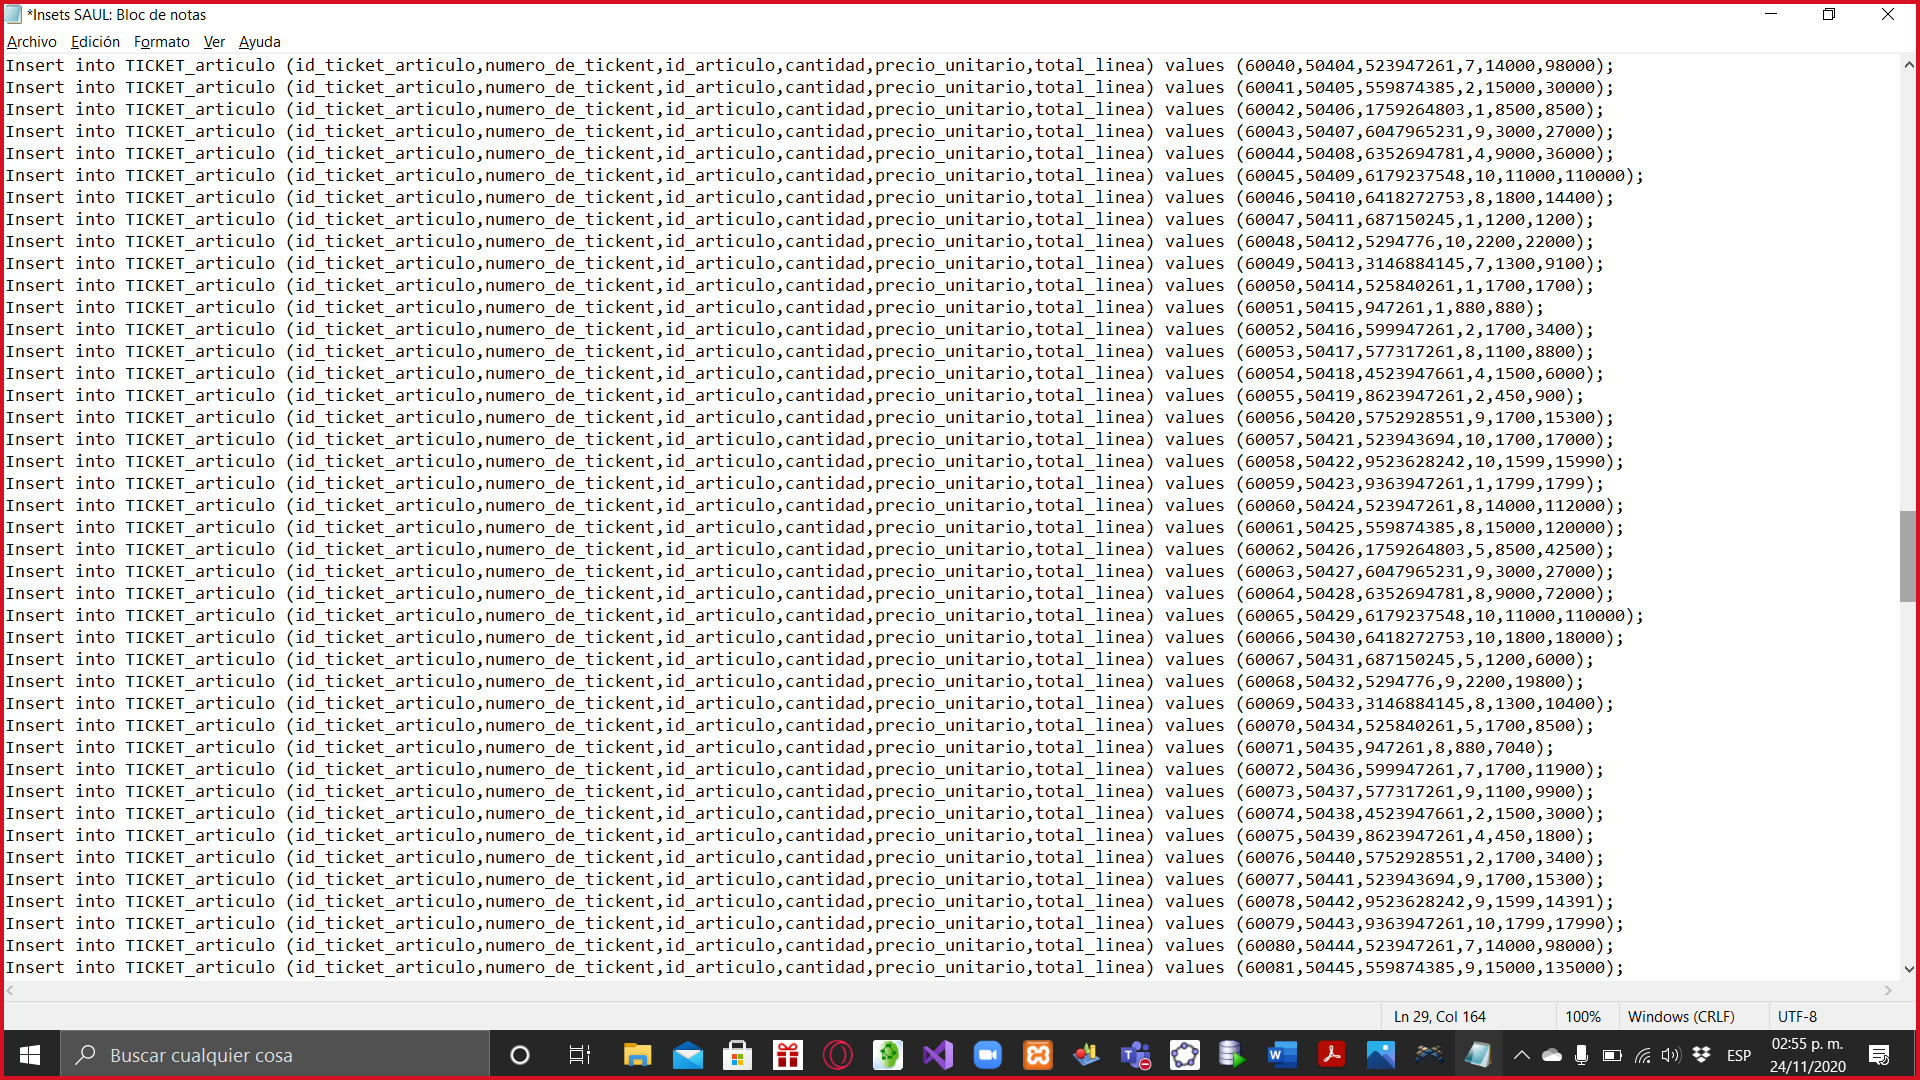 *Insets SAUL: Bloc de notas
Archivo Edición Formato Ver Ayuda
Insert into TICKET_articulo (id_ticket_articulo,numero_de_tickent,id_articulo,cantidad,precio_unitario,total_linea) values (60040,50404,523947261,7,14000,98000);
Insert into TICKET_articulo (id_ticket_articulo,numero_de_tickent,id_articulo,cantidad,precio_unitario,total_linea) values (60041,50405,559874385,2,15000,30000);
Insert into TICKET_articulo (id_ticket_articulo,numero_de_tickent,id_articulo,cantidad,precio_unitario,total_linea) values (60042,50406,1759264803,1,8500,8500);
Insert into TICKET_articulo (id_ticket_articulo,numero_de_tickent,id_articulo,cantidad,precio_unitario,total_linea) values (60043,50407,6047965231,9,3000,27000);
Insert into TICKET_articulo (id_ticket_articulo,numero_de_tickent,id_articulo,cantidad,precio_unitario,total_linea) values (60044,50408,6352694781,4,9000,36000);
Insert into TICKET_articulo (id_ticket_articulo,numero_de_tickent,id_articulo,cantidad,precio_unitario,total_linea) values (60045,50409,6179237548,10,11000,110000);
Insert into TICKET_articulo (id_ticket_articulo,numero_de_tickent,id_articulo,cantidad,precio_unitario,total_linea) values (60046,50410,6418272753,8,1800,14400);
Insert into TICKET_articulo (id_ticket_articulo,numero_de_tickent,id_articulo,cantidad,precio_unitario,total_linea) values (60047,50411,687150245,1,1200,1200);
Insert into TICKET_articulo (id_ticket_articulo,numero_de_tickent,id_articulo,cantidad,precio_unitario,total_linea) values (60048,50412,5294776,10,2200,22000);
Insert into TICKET_articulo (id_ticket_articulo,numero_de_tickent,id_articulo,cantidad,precio_unitario,total_linea) values (60049,50413,3146884145,7,1300,9100);
Insert into TICKET_articulo (id_ticket_articulo,numero_de_tickent,id_articulo,cantidad,precio_unitario,total_linea) values (60050,50414,525840261,1,1700,1700);
Insert into TICKET_articulo (id_ticket_articulo,numero_de_tickent,id_articulo,cantidad,precio_unitario,total_linea) values (60051,50415,947261,1,880,880);
Insert into TICKET_articulo (id_ticket_articulo,numero_de_tickent,id_articulo,cantidad,precio_unitario,total_linea) values (60052,50416,599947261,2,1700,3400);
Insert into TICKET_articulo (id_ticket_articulo,numero_de_tickent,id_articulo,cantidad,precio_unitario,total_linea) values (60053,50417,577317261,8,1100,8800);
Insert into TICKET_articulo (id_ticket_articulo,numero_de_tickent,id_articulo,cantidad,precio_unitario,total_linea) values (60054,50418,4523947661,4,1500,6000);
Insert into TICKET_articulo (id_ticket_articulo,numero_de_tickent,id_articulo,cantidad,precio_unitario,total_linea) values (60055,50419,8623947261,2,450,900);
Insert into TICKET_articulo (id_ticket_articulo,numero_de_tickent,id_articulo,cantidad,precio_unitario,total_linea) values (60056,50420,5752928551,9,1700,15300);
Insert into TICKET_articulo (id_ticket_articulo,numero_de_tickent,id_articulo,cantidad,precio_unitario,total_linea) values (60057,50421,523943694,10,1700,17000);
Insert into TICKET_articulo (id_ticket_articulo,numero_de_tickent,id_articulo,cantidad,precio_unitario,total_linea) values (60058,50422,9523628242,10,1599,15990);
Insert into TICKET_articulo (id_ticket_articulo,numero_de_tickent,id_articulo,cantidad,precio_unitario,total_linea) values (60059,50423,9363947261,1,1799,1799);
Insert into TICKET_articulo (id_ticket_articulo,numero_de_tickent,id_articulo,cantidad,precio_unitario,total_linea) values (60060,50424,523947261,8,14000,112000);
Insert into TICKET_articulo (id_ticket_articulo,numero_de_tickent,id_articulo,cantidad,precio_unitario,total_linea) values (60061,50425,559874385,8,15000,120000);
Insert into TICKET_articulo (id_ticket_articulo,numero_de_tickent,id_articulo,cantidad,precio_unitario,total_linea) values (60062,50426,1759264803,5,8500,42500);
Insert into TICKET_articulo (id_ticket_articulo,numero_de_tickent,id_articulo,cantidad,precio_unitario,total_linea) values (60063,50427,6047965231,9,3000,27000);
Insert into TICKET_articulo (id_ticket_articulo,numero_de_tickent,id_articulo,cantidad,precio_unitario,total_linea) values (60064,50428,6352694781,8,9000,72000);
Insert into TICKET_articulo (id_ticket_articulo,numero_de_tickent,id_articulo,cantidad,precio_unitario,total_linea) values (60065,50429,6179237548,10,11000,110000);
Insert into TICKET_articulo (id_ticket_articulo,numero_de_tickent,id_articulo,cantidad,precio_unitario,total_linea) values (60066,50430,6418272753,10,1800,18000);
Insert into TICKET_articulo (id_ticket_articulo,numero_de_tickent,id_articulo,cantidad,precio_unitario,total_linea) values (60067,50431,687150245,5,1200,6000);
Insert into TICKET_articulo (id_ticket_articulo,numero_de_tickent,id_articulo,cantidad,precio_unitario,total_linea) values (60068,50432,5294776,9,2200,19800);
Insert into TICKET_articulo (id_ticket_articulo,numero_de_tickent,id_articulo,cantidad,precio_unitario,total_linea) values (60069,50433,3146884145,8,1300,10400);
Insert into TICKET_articulo (id_ticket_articulo,numero_de_tickent,id_articulo,cantidad,precio_unitario,total_linea) values (60070,50434,525840261,5,1700,8500);
Insert into TICKET_articulo (id_ticket_articulo,numero_de_tickent,id_articulo,cantidad,precio_unitario,total_linea) values (60071,50435,947261,8,880,7040);
Insert into TICKET_articulo (id_ticket_articulo,numero_de_tickent,id_articulo,cantidad,precio_unitario,total_linea) values (60072,50436,599947261,7,1700,11900);
Insert into TICKET_articulo (id_ticket_articulo,numero_de_tickent,id_articulo,cantidad,precio_unitario,total_linea) values (60073,50437,577317261,9,1100,9900);
Insert into TICKET_articulo (id_ticket_articulo,numero_de_tickent,id_articulo,cantidad,precio_unitario,total_linea) values (60074,50438,4523947661,2,1500,3000);
Insert into TICKET_articulo (id_ticket_articulo,numero_de_tickent,id_articulo,cantidad,precio_unitario,total_linea) values (60075,50439,8623947261,4,450,1800);
Insert into TICKET_articulo (id_ticket_articulo,numero_de_tickent,id_articulo,cantidad,precio_unitario,total_linea) values (60076,50440,5752928551,2,1700,3400);
Insert into TICKET_articulo (id_ticket_articulo,numero_de_tickent,id_articulo,cantidad,precio_unitario,total_linea) values (60077,50441,523943694,9,1700,15300);
Insert into TICKET_articulo (id_ticket_articulo,numero_de_tickent,id_articulo,cantidad,precio_unitario,total_linea) values (60078,50442,9523628242,9,1599,14391);
Insert into TICKET_articulo (id_ticket_articulo,numero_de_tickent,id_articulo,cantidad,precio_unitario,total_linea) values (60079,50443,9363947261,10,1799,17990);
Insert into TICKET_articulo (id_ticket_articulo,numero_de_tickent,id_articulo,cantidad,precio_unitario,total_linea) values (60080,50444,523947261,7,14000,98000);
Insert into TICKET_articulo (id_ticket_articulo,numero_de_tickent,id_articulo,cantidad,precio_unitario,total_linea) values (60081,50445,559874385,9,15000,135000);
Ln 29, Col 164 100% Windows (CRLF) UTF-8
Buscar cualquier cosa
ESP
02:55 p. m.
24/11/2020